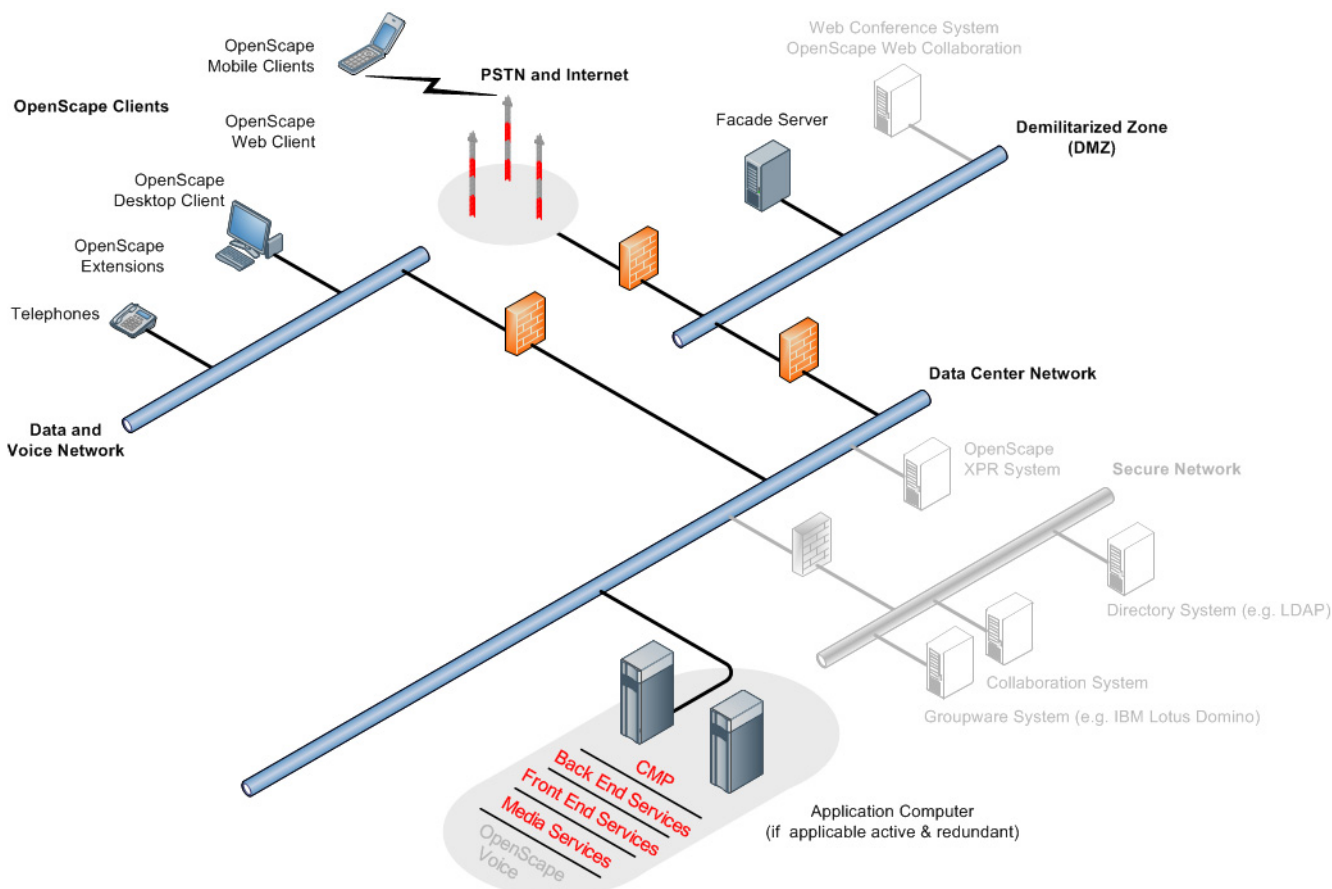 Web Conference System
OpenScape Web Collaboration
OpenScape
Mobile Clients
PSTN and Internet
OpenScape Clients
OpenScape
Web Client
Facade Server
Demilitarized Zone
(DMZ)
OpenScape
Desktop Client
OpenScape
Extensions
Telephones
Data Center Network
Data and
Voice Network
OpenScape
XPR System
Secure Network
Directory System (e.g. LDAP)
Collaboration System
Groupware System (e.g. IBM Lotus Domino)
CMP
Back End Services
Front End Services
Media Services
OpenScape
Voice
Application Computer
(if applicable active & redundant)